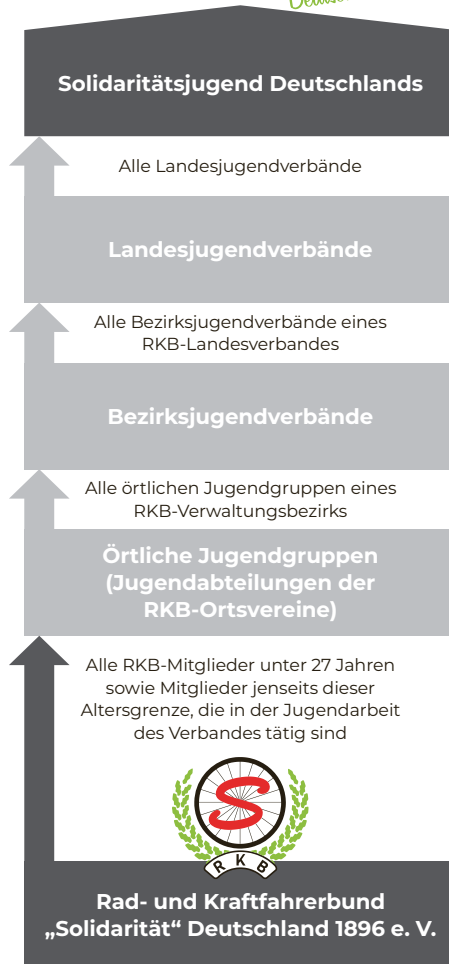 Solidaritätsjugend Deutschlands
Alle Landesjugendverbände
Landesjugendverbände
Alle Bezirksjugendverbände eines
RKB-Landesverbandes
Bezirksjugendverbände
Alle örtlichen Jugendgruppen eines
RKB-Verwaltungsbezirks
Örtliche Jugendgruppen
(Jugendabteilungen der
RKB-Ortsvereine)
Alle RKB-Mitglieder unter 27 Jahren
sowie Mitglieder jenseits dieser
Altersgrenze, die in der Jugendarbeit
des Verbandes tätig sind
S
RKB
Rad- und Kraftfahrerbund
„Solidarität“ Deutschland 1896 e. V.